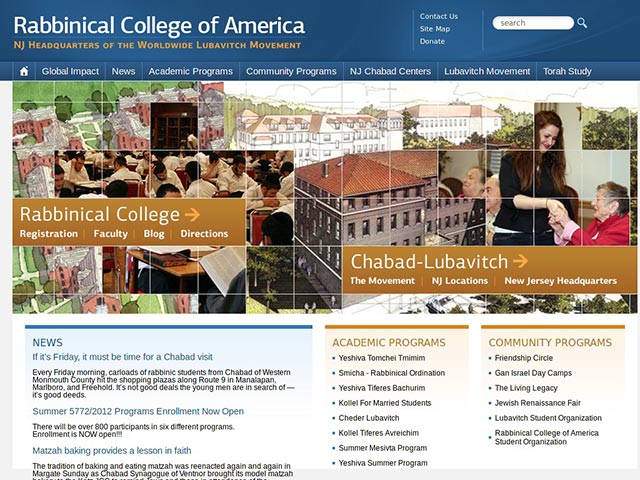 Rabbinical College of America
NJ Headquarters of the Worldwide Lubavitch Movement
Contact Us
Site Map
Donate
search
Global Impact
News
Academic Programs
Community Programs
NJ Chabad Centers
Lubavitch Movement
Torah Study
Rabbinical College
Registration
Faculty
Blog
Directions
Chabad-Lubavitch
The Movement
NJ Locations
New Jersey Headquarters
NEWS
If it's Friday, it must be time for a Chabad visit
Every Friday morning, carloads of rabbinic students from Chabad of Western
Monmouth County hit the shopping plazas along Route 9 in Manalapan,
Marlboro, and Freehold. It's not good deals the young men are in search of —
it's good deeds.
Summer 5772/2012 Programs Enrollment Now Open
There will be over 800 participants in six different programs.
Enrollment is NOW open!!!
Matzah baking provides a lesson in faith
The tradition of baking and eating matzah was reenacted again and again in
Margate Sunday as Chabad Synagogue of Ventnor brought its model matzah
ACADEMIC PROGRAMS
Yeshiva Tomchei Tmimim
Smicha - Rabbinical Ordination
Yeshiva Tiferes Bachurim
Kollel For Married Students
Cheder Lubavitch
Kollel Tiferes Avreichim
Summer Mesivta Program
Yeshiva Summer Program
COMMUNITY PROGRAMS
Friendship Circle
Gan Israel Day Camps
The Living Legacy
Jewish Renaissance Fair
Lubavitch Student Organization
Rabbinical College of America
Student Organization